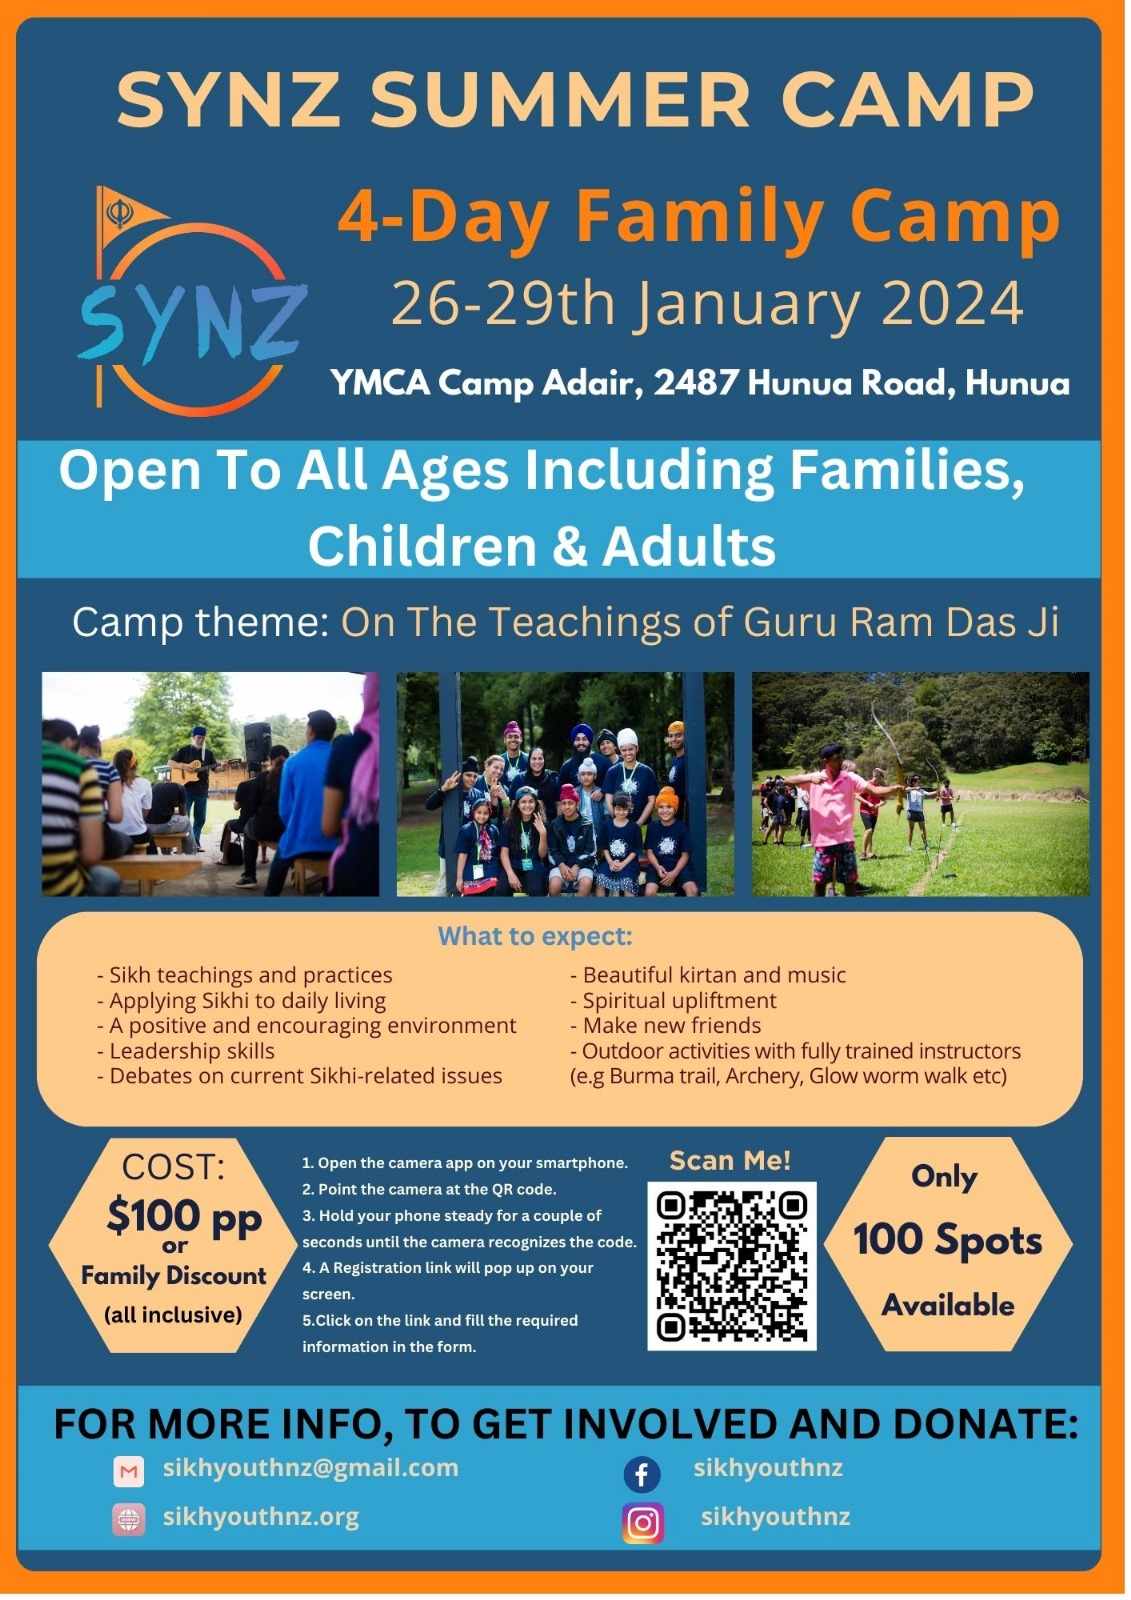 SYNZ SUMMER CAMP
SYNZ
4-Day Family Camp
26-29th January 2024
YMCA Camp Adair, 2487 Hunua Road, Hunua
Open To All Ages Including Families,
Children & Adults
Camp theme: On The Teachings of Guru Ram Das Ji
What to expect:
- Sikh teachings and practices
- Applying Sikhi to daily living
- A positive and encouraging environment
- Leadership skills
- Debates on current Sikhi-related issues
- Beautiful kirtan and music
- Spiritual upliftment
- Make new friends
- Outdoor activities with fully trained instructors
(e.g Burma trail, Archery, Glow worm walk etc)
COST:
$100 pp
or
Family Discount
(all inclusive)
1. Open the camera app on your smartphone.
2. Point the camera at the QR code.
3. Hold your phone steady for a couple of
seconds until the camera recognizes the code.
4. A Registration link will pop up on your
screen.
5.Click on the link and fill the required
information in the form.
Scan Me!
Only
100 Spots
Available
FOR MORE INFO, TO GET INVOLVED AND DONATE:
sikhyouthnz@gmail.com
sikhyouthnz.org
sikhyouthnz
sikhyouthnz